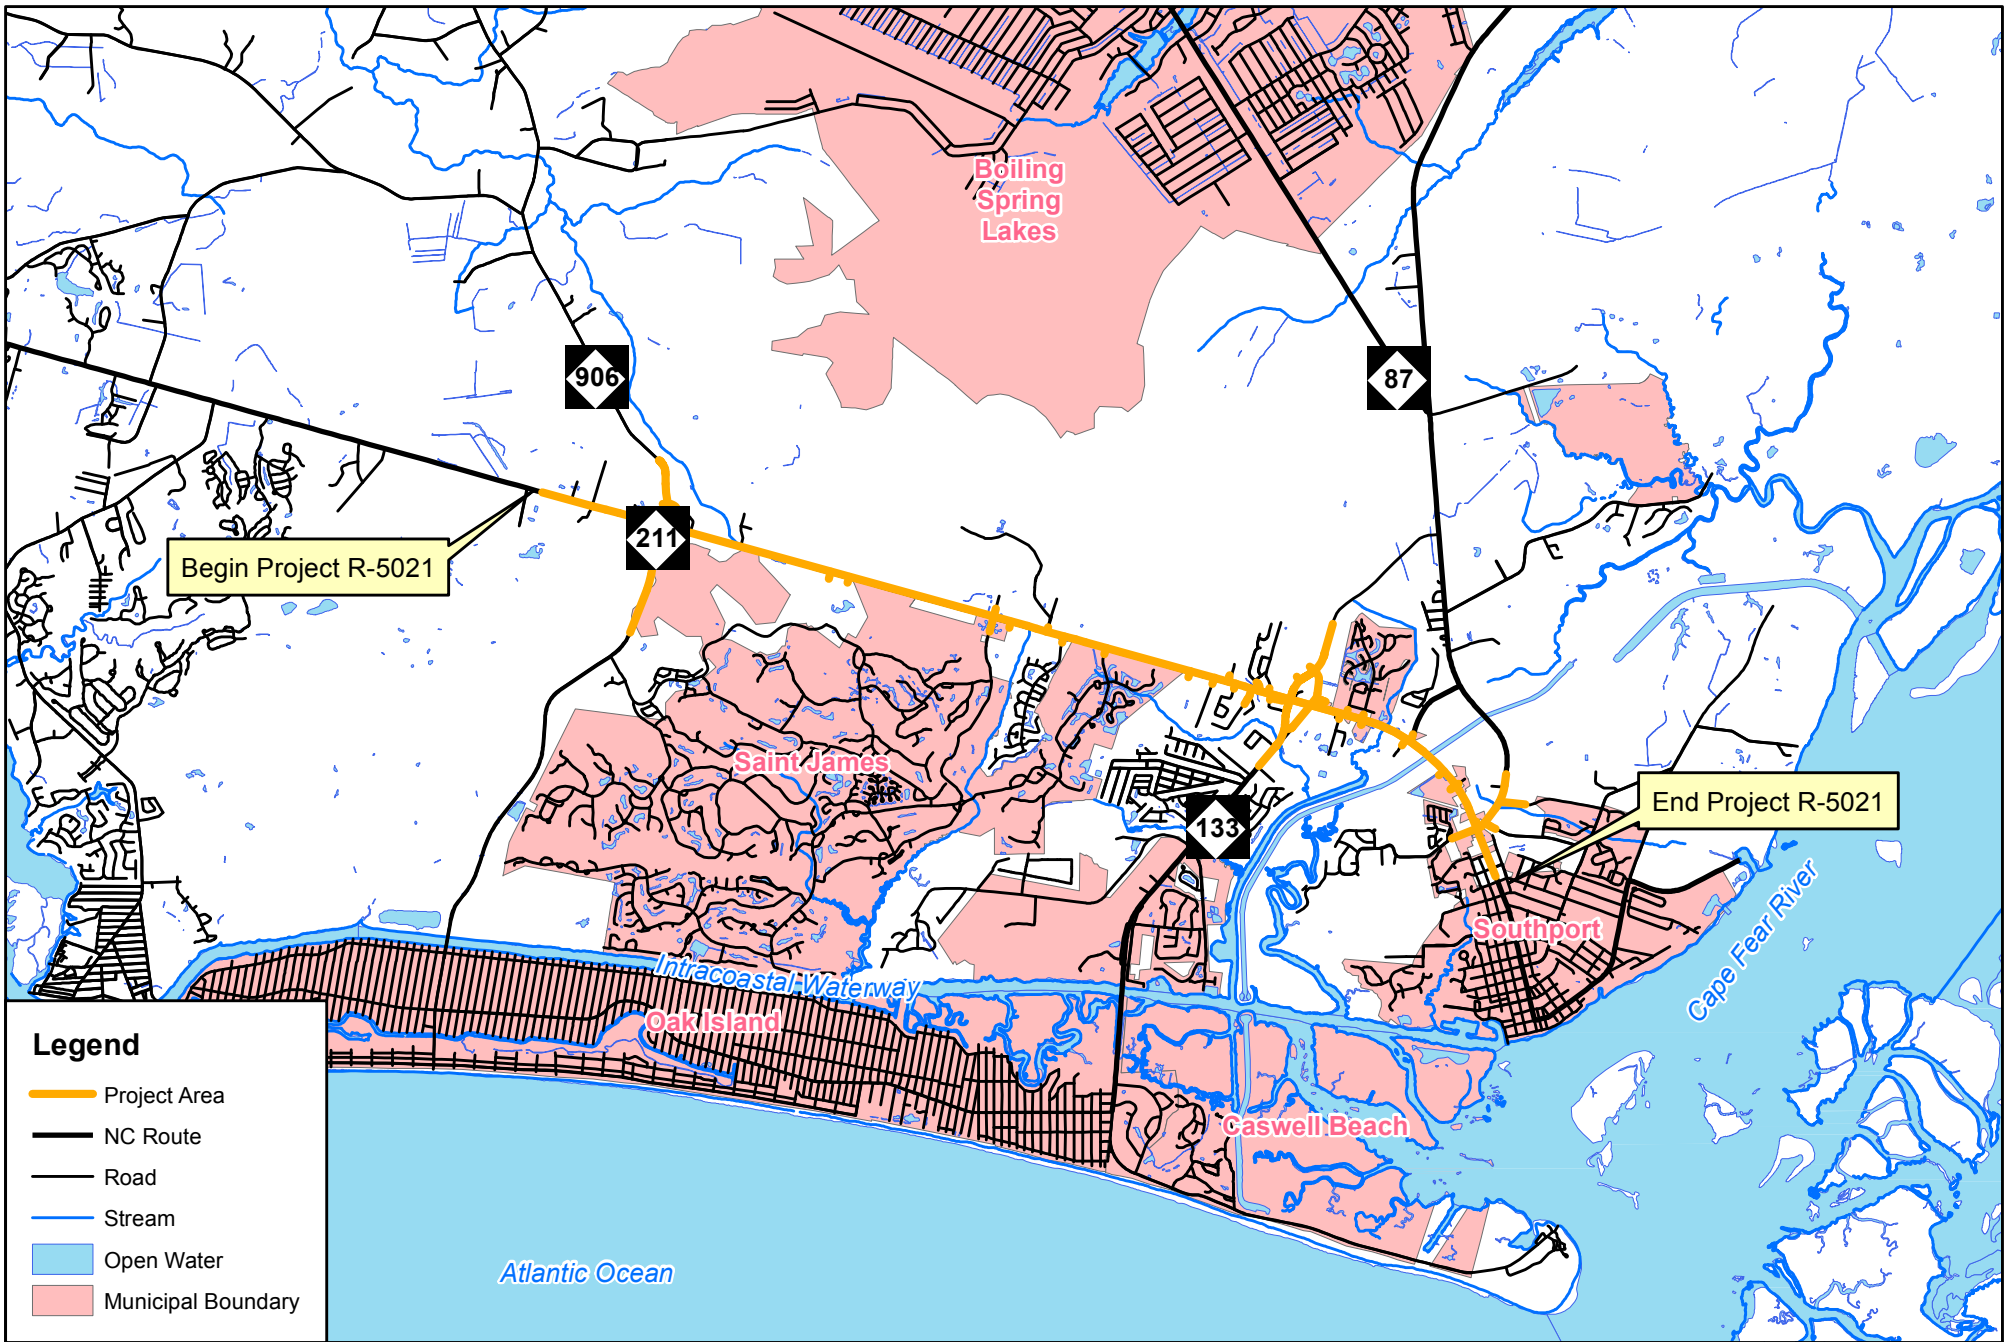 Boiling
Spring
Lakes
906
87
211
Begin Project R-5021
Saint James
End Project R-5021
133
Southport
Cape Fear River
Intracoastal Waterway
Oak Island
Caswell Beach
Atlantic Ocean
Legend
Project Area
NC Route
Road
Stream
Open Water
Municipal Boundary